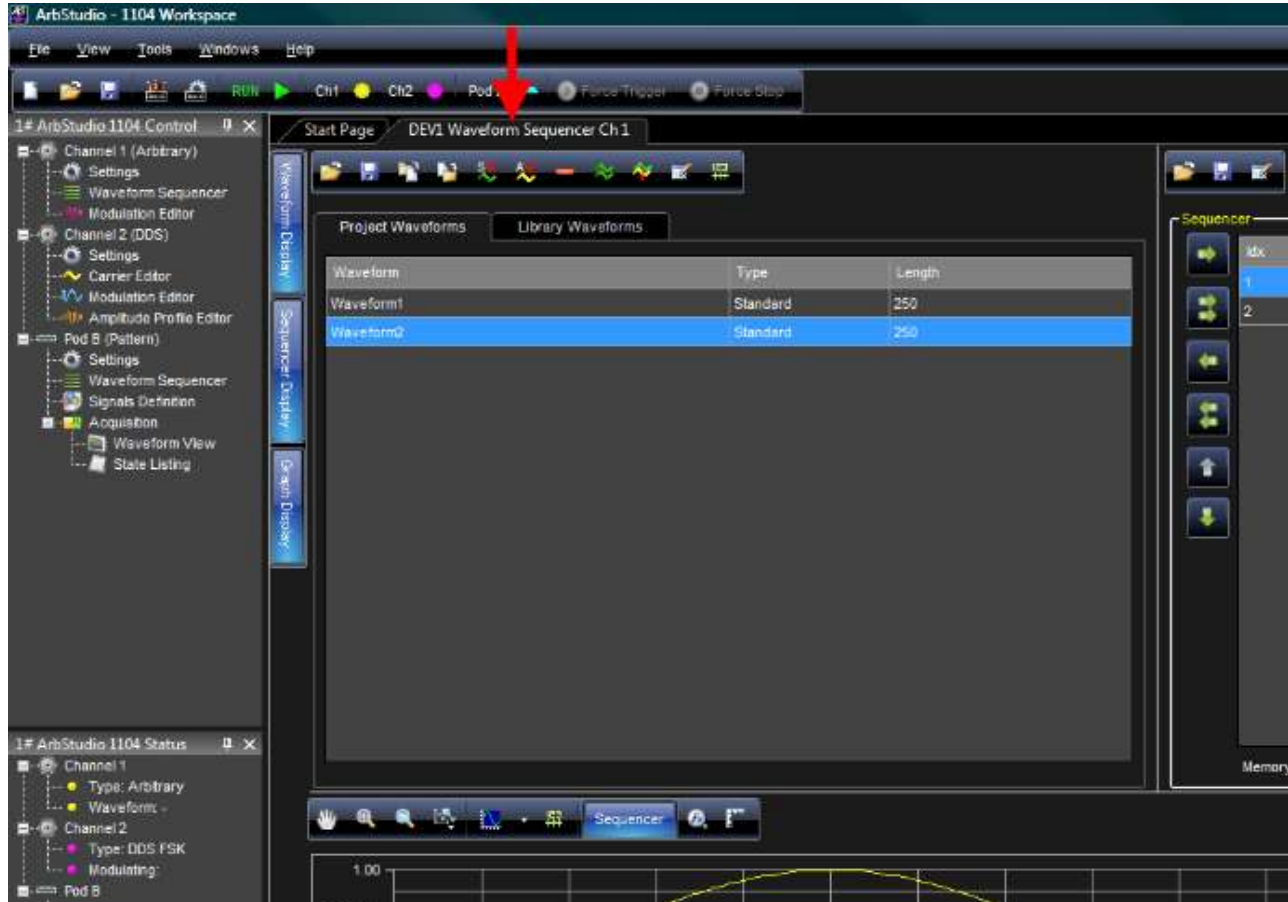 ArbStudio - 1104 Workspace
File View Tools Windows Help
RUN Ch1 Ch2 Pod Force Trigger Force Stop
1# ArbStudio 1104 Control
Channel 1 (Arbitrary)
Settings
Waveform Sequencer
Modulation Editor
Channel 2 (DDS)
Settings
Carrier Editor
Modulation Editor
Amplitude Profile Editor
Pod B (Pattern)
Settings
Waveform Sequencer
Signals Definition
Acquisition
Waveform View
State Listing
1# ArbStudio 1104 Status
Channel 1
Type: Arbitrary
Waveform: -
Channel 2
Type: DDS FSK
Modulating:
Pod B
Start Page DEV1 Waveform Sequencer Ch 1
Waveform Display
Sequencer Display
Graph Display
Project Waveforms Library Waveforms
Waveform Type Length
Waveform1 Standard 250
Waveform2 Standard 250
Sequencer
Idx
1
2
Memory
Sequencer
1.00